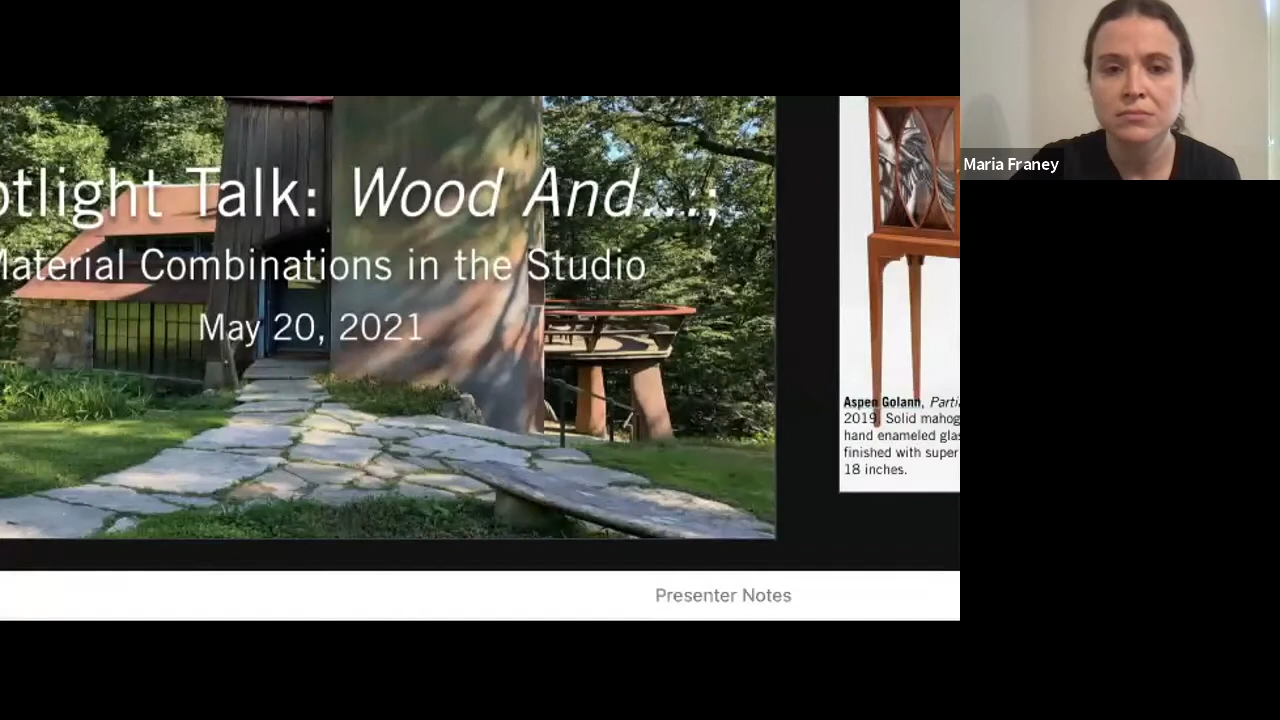 otlight Talk: Wood And...;
Material Combinations in the Studio
May 20, 2021
Aspen Golann, Parti
2019, Solid mahog
hand enameled glas
finished with super
18 inches.
Presenter Notes
Maria Franey